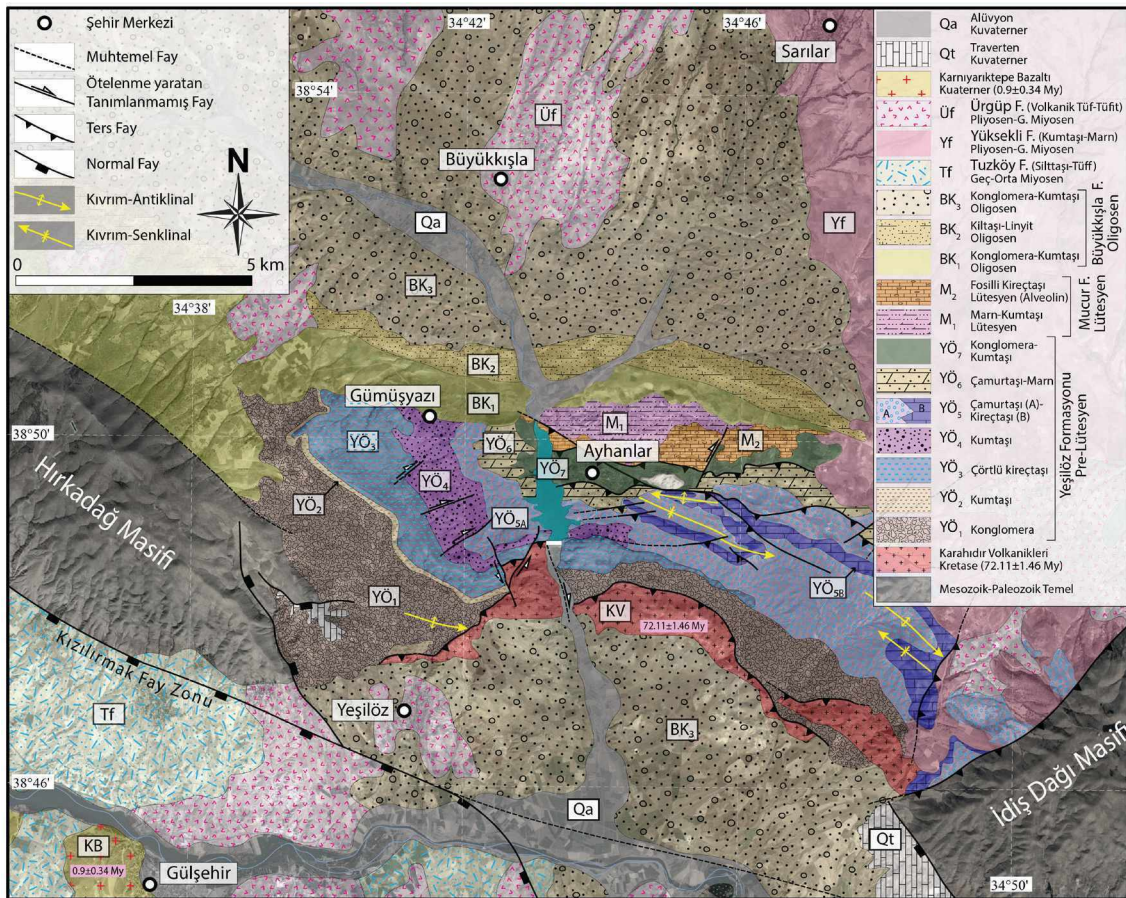 Şehir Merkezi
Muhtemel Fay
Ötelenme yaratan
Tanımlanmamış Fay
Ters Fay
Normal Fay
Kıvrım-Antiklinal
Kıvrım-Senklinal
N
0 5 km
34°42'
34°46'
38°54'
34°38'
38°50'
38°46'
34°50'
Sarılar
Üf
Büyükkışla
Qa
Yf
BK3
BK2
Gümüşyazı
BK1
M1
M2
YÖ6
Ayhanlar
YÖ3
YÖ7
YÖ2
YÖ4
YÖ5A
Hırkadağ Masifi
YÖ5B
YÖ1
KV
72.11±1.46 My
Kızılırmak Fay Zonu
Tf
Yeşilöz
BK3
İdiş Dağı Masifi
Qa
Qt
KB
0.9±0.34 My
Gülşehir
Qa Alüvyon
Kuvaterner
Qt Traverten
Kuvaterner
Karnıyarıktepe Bazaltı
Kuaterner (0.9±0.34 My)
Üf Ürgüp F. (Volkanik Tüf-Tüfit)
Pliyosen-G. Miyosen
Yf Yüksekli F. (Kumtaşı-Marn)
Pliyosen-G. Miyosen
Tf Tuzköy F. (Silttaşı-Tüff)
Geç-Orta Miyosen
BK3 Konglomera-Kumtaşı
Oligosen
BK2 Kiltaşı-Linyit
Oligosen
BK1 Konglomera-Kumtaşı
Oligosen
Büyükkışla F.
Oligosen
M2 Fosilli Kireçtaşı
Lütesyen (Alveolin)
M1 Marn-Kumtaşı
Lütesyen
Mucur F.
Lütesyen
YÖ7 Konglomera-
Kumtaşı
YÖ6 Çamurtaşı-Marn
A B
YÖ5 Çamurtaşı (A)-
Kireçtaşı (B)
YÖ4 Kumtaşı
YÖ3 Çörtlü kireçtaşı
YÖ2 Kumtaşı
YÖ1 Konglomera
Yeşilöz Formasyonu
Pre-Lütesyen
Karahıdır Volkanikleri
Kretase (72.11±1.46 My)
Mesozoik-Paleozoik Temel